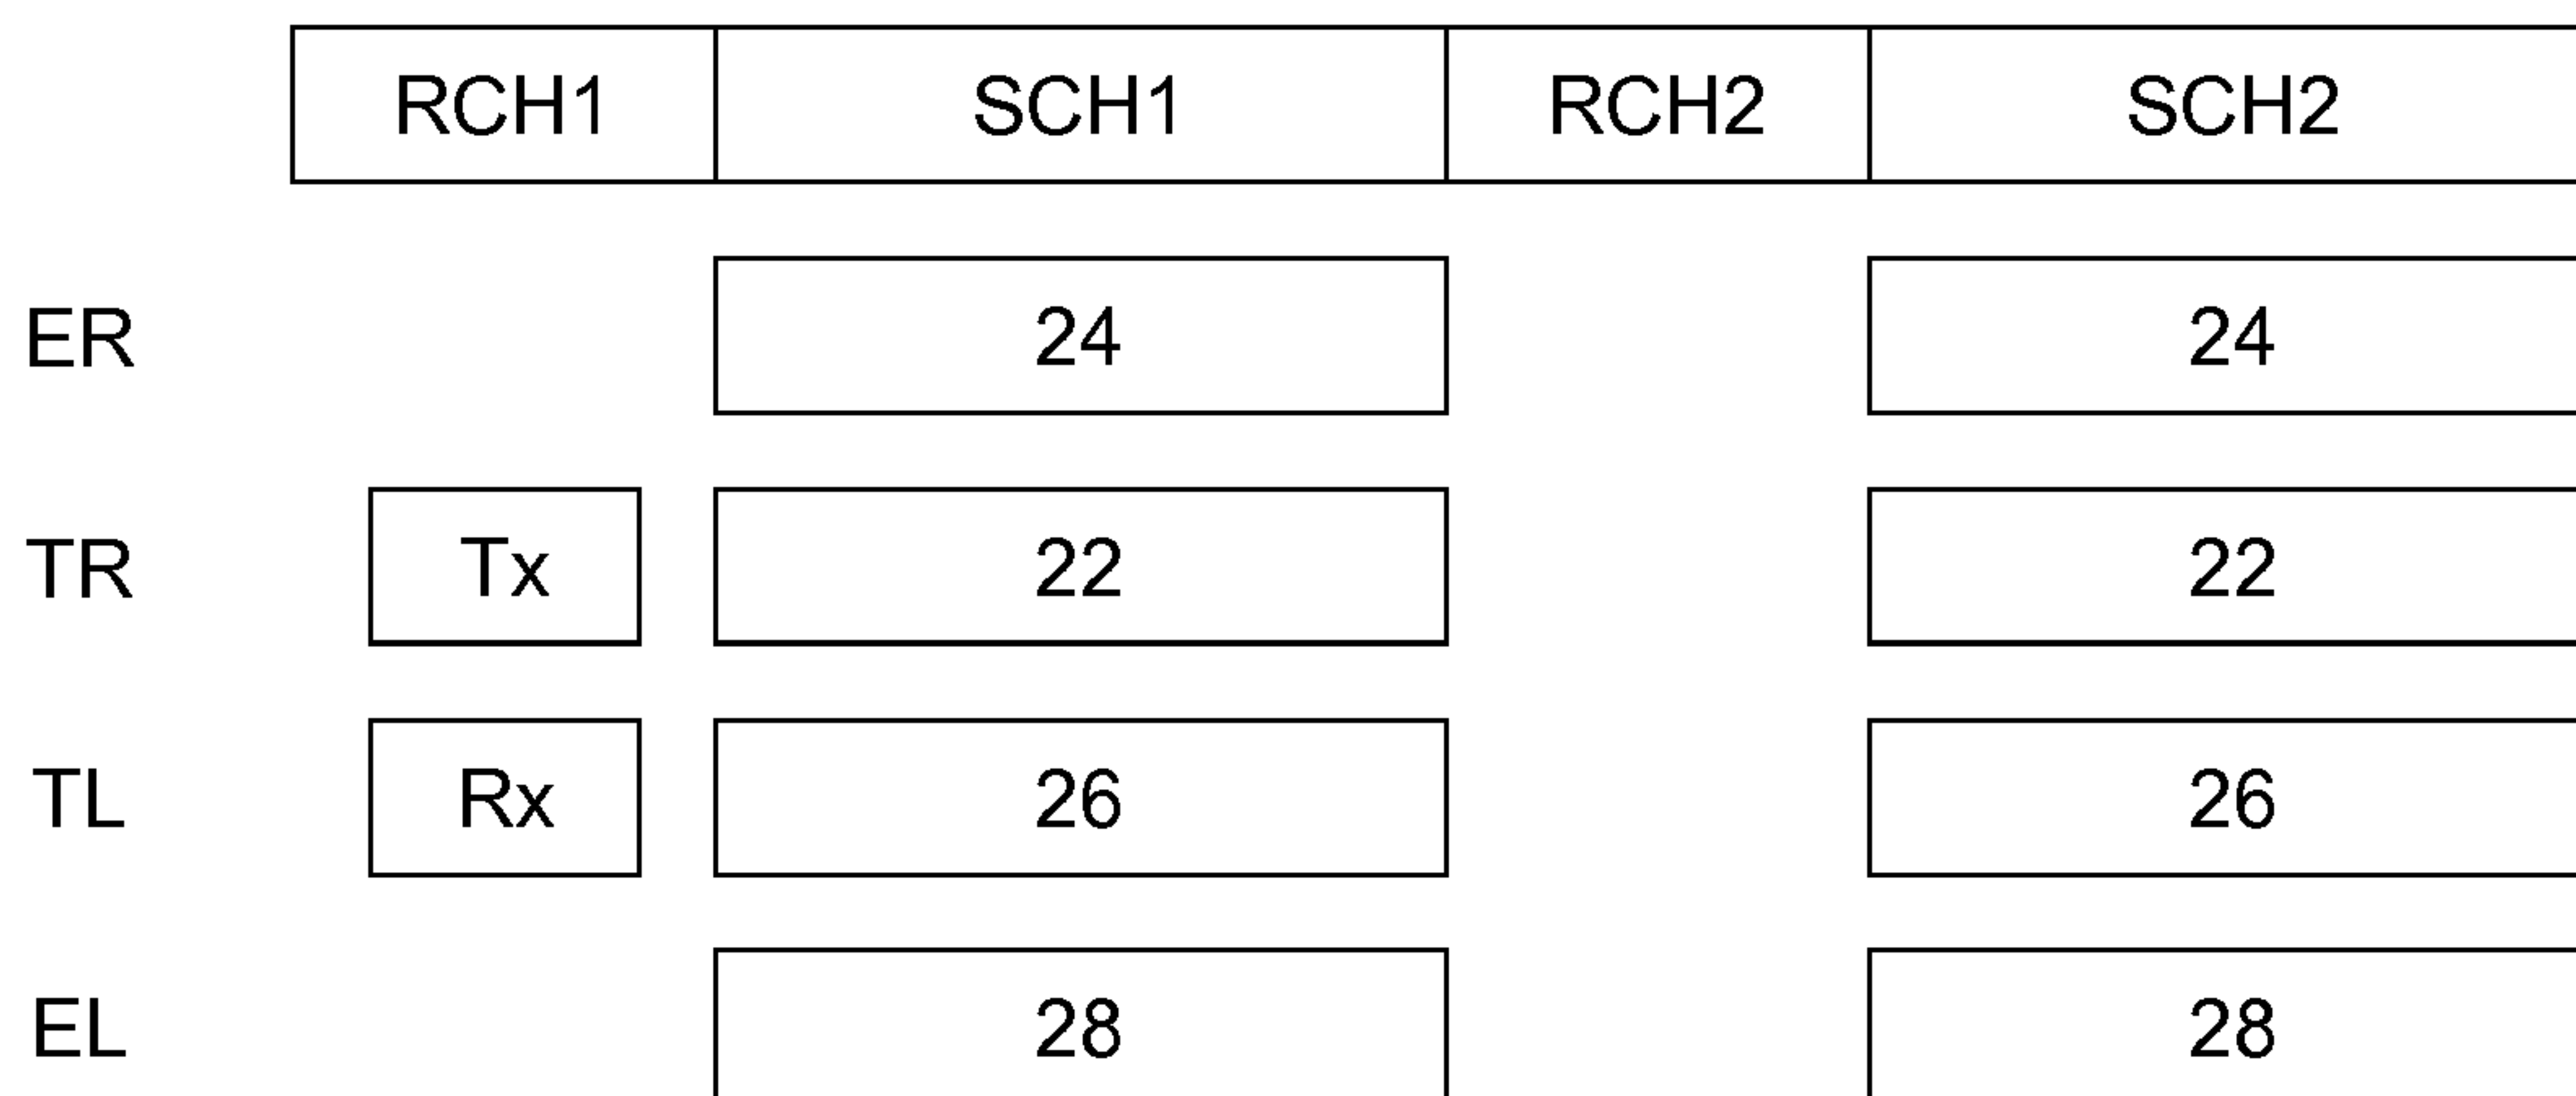 RCH1 SCH1 RCH2 SCH2
ER 24 24
TR Tx 22 22
TL Rx 26 26
EL 28 28